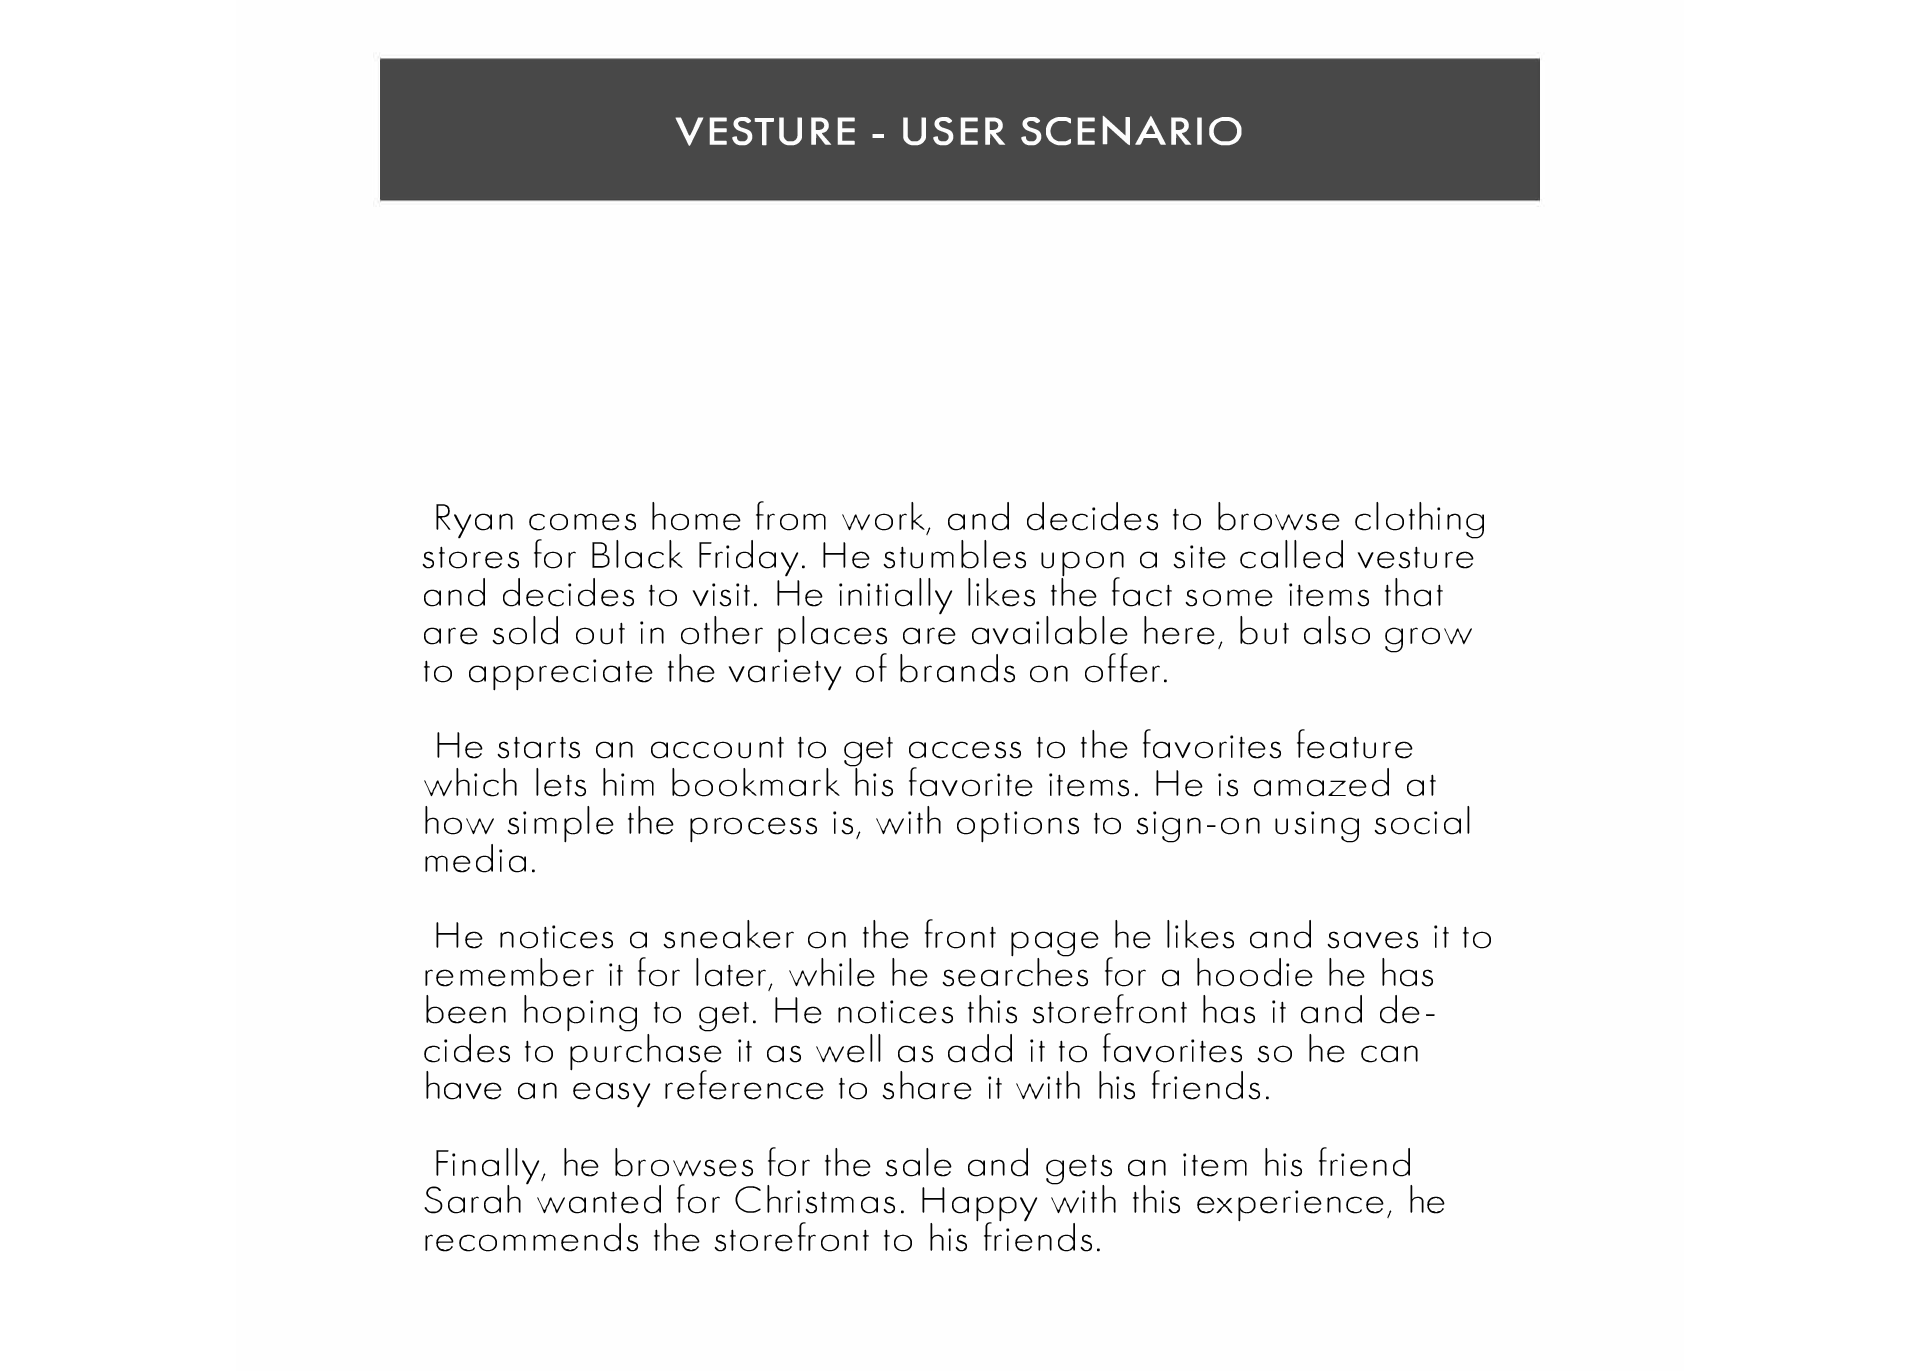 VESTURE - USER SCENARIO
Ryan comes home from work, and decides to browse clothing
stores for Black Friday. He stumbles upon a site called vesture
and decides to visit. He initially likes the fact some items that
are sold out in other places are available here, but also grow
to appreciate the variety of brands on offer.
He starts an account to get access to the favorites feature
which lets him bookmark his favorite items. He is amazed at
how simple the process is, with options to sign-on using social
media.
He notices a sneaker on the front page he likes and saves it to
remember it for later, while he searches for a hoodie he has
been hoping to get. He notices this storefront has it and de-
cides to purchase it as well as add it to favorites so he can
have an easy reference to share it with his friends.
Finally, he browses for the sale and gets an item his friend
Sarah wanted for Christmas. Happy with this experience, he
recommends the storefront to his friends.